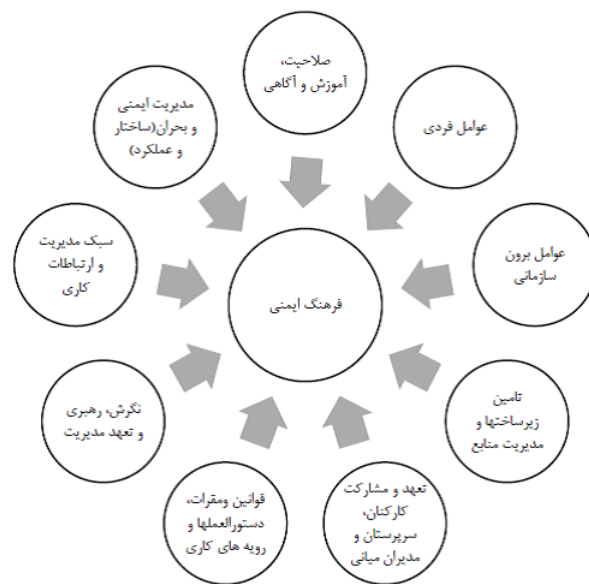 صلاحیت،
آموزش و آگاهی
عوامل فردی
عوامل برون
سازمانی
تامین
زیرساختها و
مدیریت منابع
تعهد و مشارکت
کارکنان،
سرپرستان و
مدیران میانی
قوانین ومقرات،
دستورالعملها و
رویه های کاری
نگرش، رهبری
و تعهد مدیریت
سبک مدیریت
و ارتباطات
کاری
مدیریت ایمنی
و بحران(ساختار
و عملکرد)
فرهنگ ایمنی